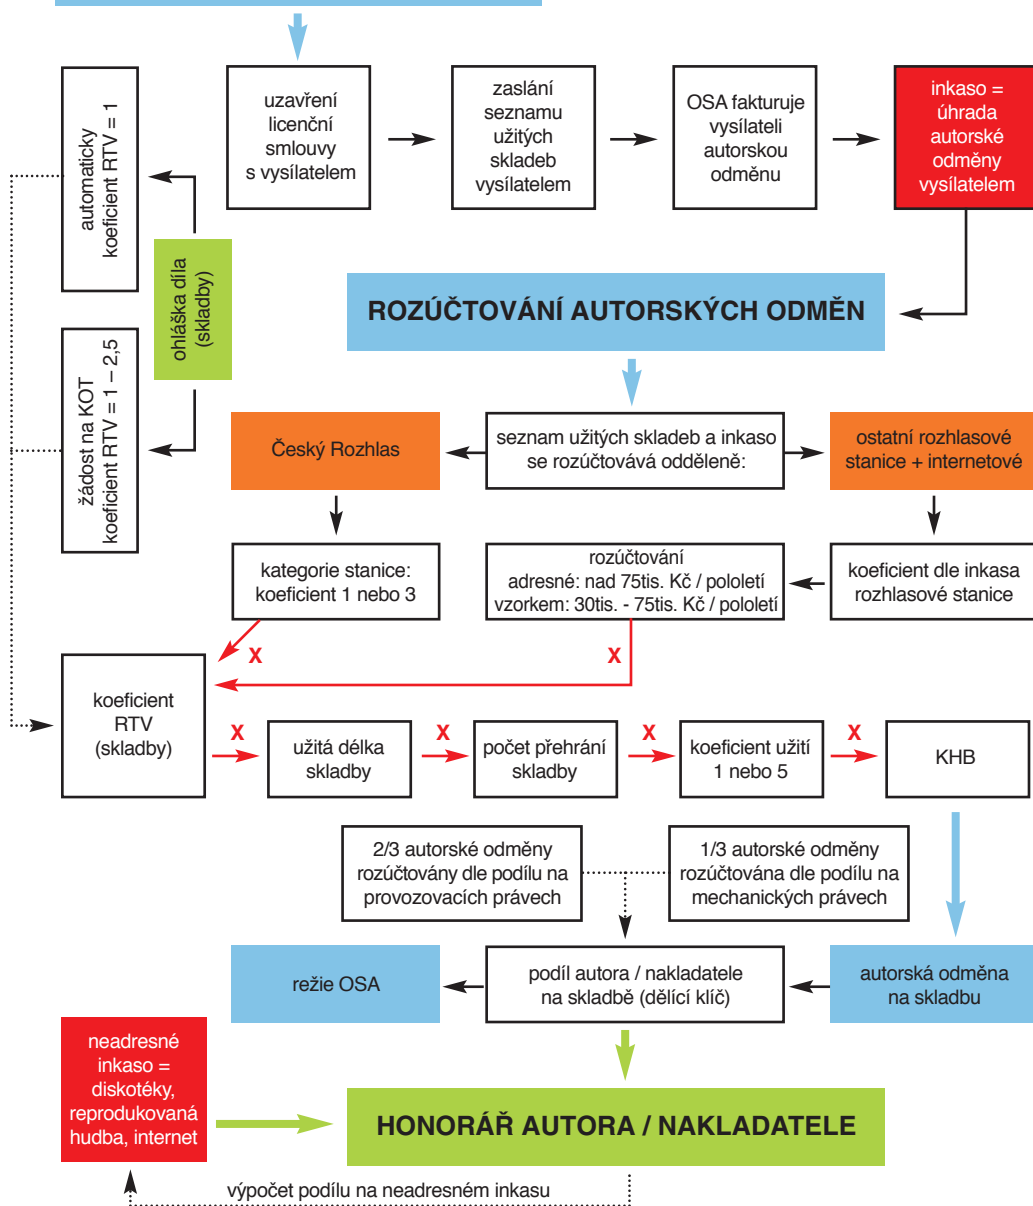 uzavření
licenční
smlouvy
s vysílatelem
zaslání
seznamu
užitých
skladeb
vysílatelem
OSA fakturuje
vysílateli
autorskou
odměnu
inkaso =
úhrada
autorské
odměny
vysílatelem
automaticky
koeficient RTV = 1
ohláška díla
(skladby)
žádost na KOT
koeficient RTV = 1 – 2,5
ROZÚČTOVÁNÍ AUTORSKÝCH ODMĚN
Český Rozhlas
seznam užitých skladeb a inkaso
se rozúčtovává odděleně:
ostatní rozhlasové
stanice + internetové
kategorie stanice:
koeficient 1 nebo 3
rozúčtování
adresné: nad 75tis. Kč / pololetí
vzorkem: 30tis. - 75tis. Kč / pololetí
koeficient dle inkasa
rozhlasové stanice
X
X
koeficient
RTV
(skladby)
X
užitá délka
skladby
X
počet přehrání
skladby
X
koeficient užití
1 nebo 5
X
KHB
2/3 autorské odměny
rozúčtovány dle podílu na
provozovacích právech
1/3 autorské odměny
rozúčtována dle podílu na
mechanických právech
režie OSA
podíl autora / nakladatele
na skladbě (dělící klíč)
autorská odměna
na skladbu
neadresné
inkaso =
diskotéky,
reprodukovaná
hudba, internet
HONORÁŘ AUTORA / NAKLADATELE
výpočet podílu na neadresném inkasu